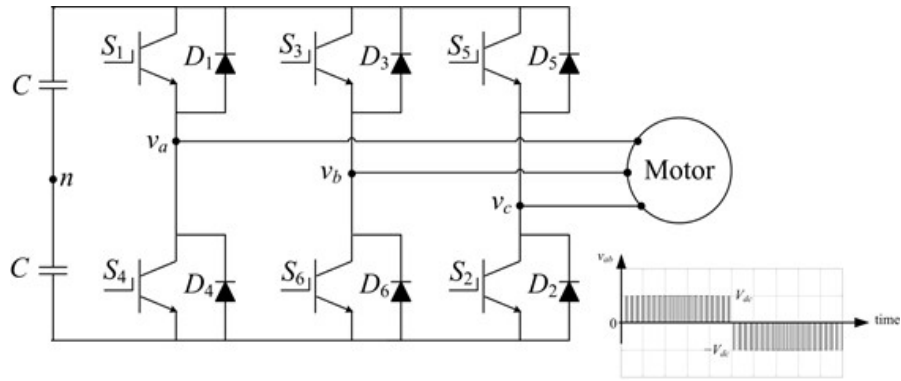 S1 D1 S3 D3 S5 D5
C
va
Motor
n
vb
vc
C
S4 D4 S6 D6 S2 D2
vab
Vdc
0
time
−Vdc